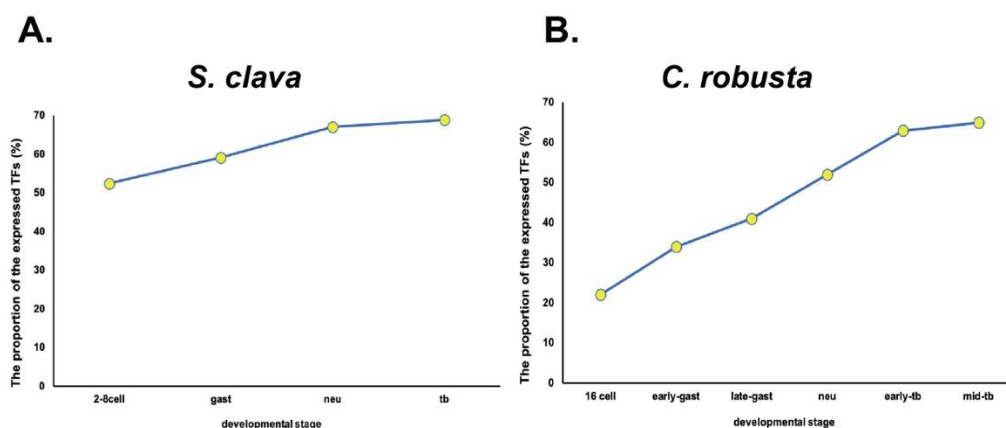 A.
S. clava
The proportion of the expressed TFs (%)
70
60
50
40
30
20
10
0
2-8cell gast neu tb
developmental stage
B.
C. robusta
The proportion of the expressed TFs (%)
70
60
50
40
30
20
10
0
16 cell early-gast late-gast neu early-tb mid-tb
developmental stage